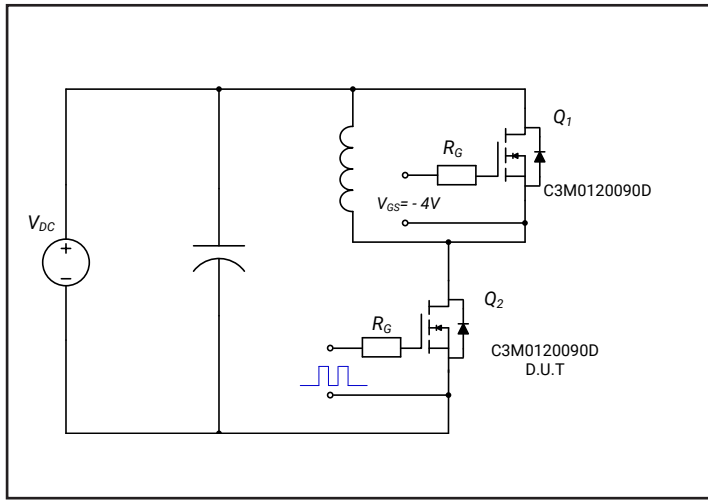 Q1
RG
C3M0120090D
VGS= - 4V
VDC
+
−
Q2
RG
C3M0120090D
D.U.T